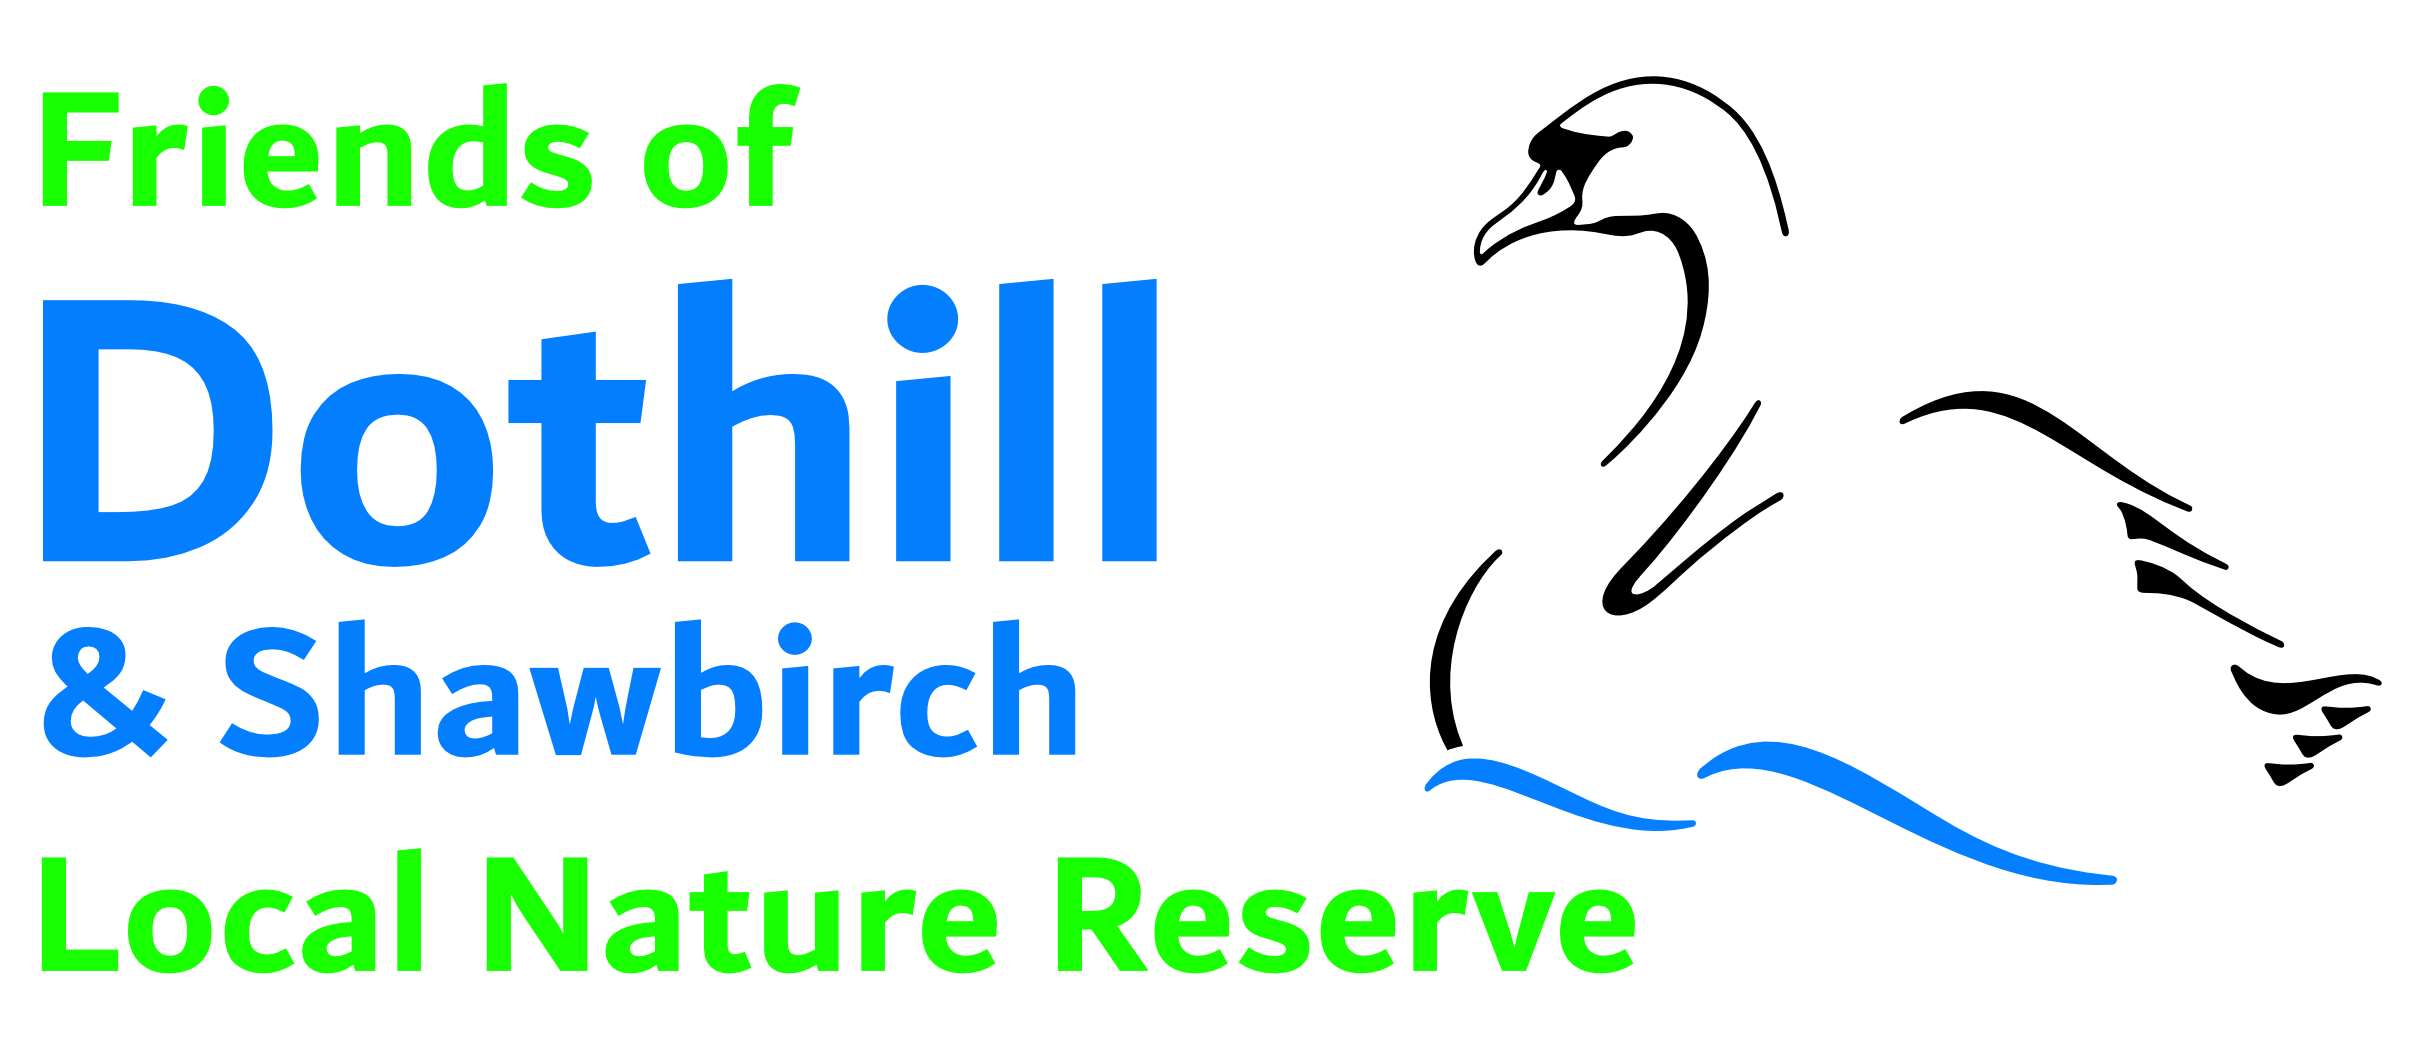 Friends of
Dothill
& Shawbirch
Local Nature Reserve